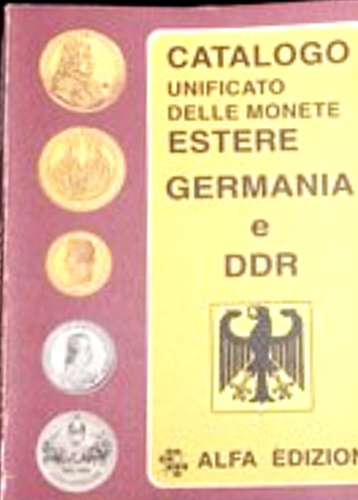 CATALOGO
UNIFICATO
DELLE MONETE
ESTERE
GERMANIA
e
DDR
ALFA EDIZION